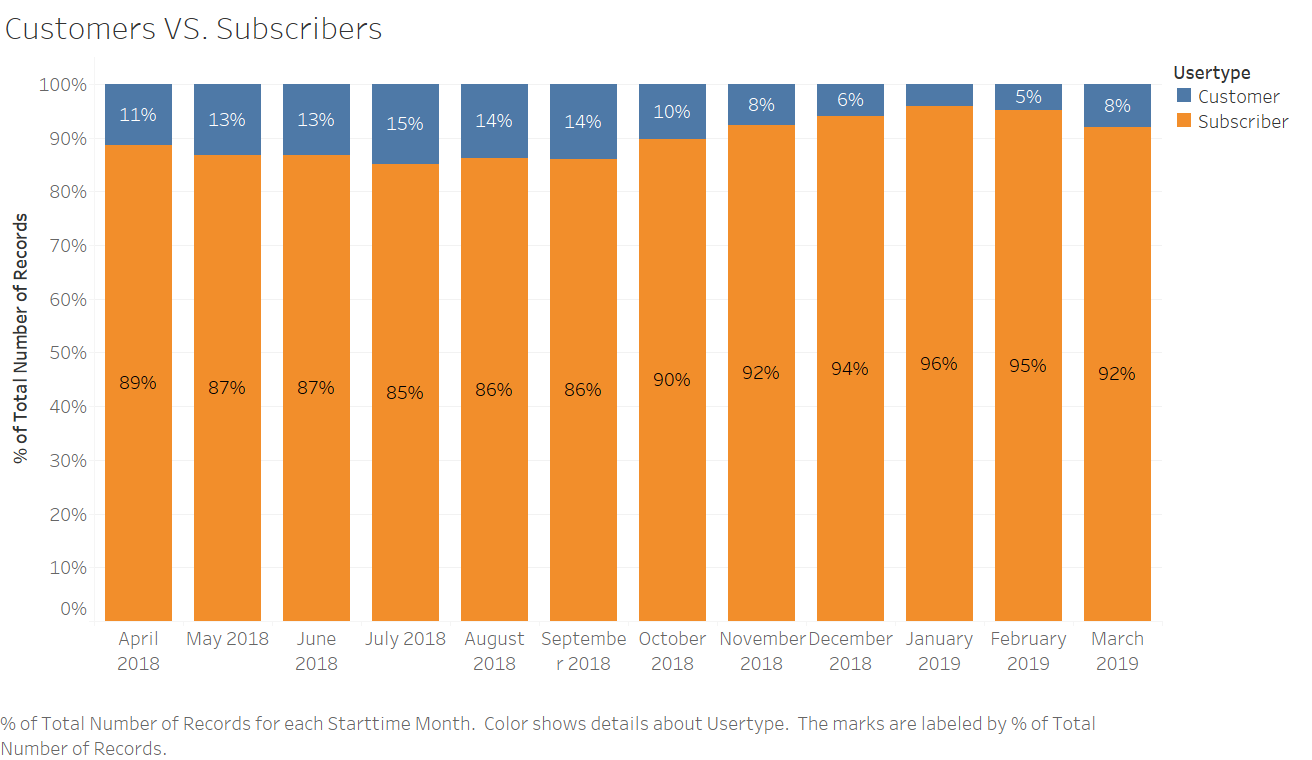 Customers VS. Subscribers
Usertype
Customer
Subscriber
% of Total Number of Records
100%
90%
80%
70%
60%
50%
40%
30%
20%
10%
0%
11%
13%
13%
15%
14%
14%
10%
8%
6%
5%
8%
89%
87%
87%
85%
86%
86%
90%
92%
94%
96%
95%
92%
April
2018
May 2018
June
2018
July 2018
August
2018
Septembe
r 2018
October
2018
November
2018
December
2018
January
2019
February
2019
March
2019
% of Total Number of Records for each Starttime Month.  Color shows details about Usertype.  The marks are labeled by % of Total
Number of Records.